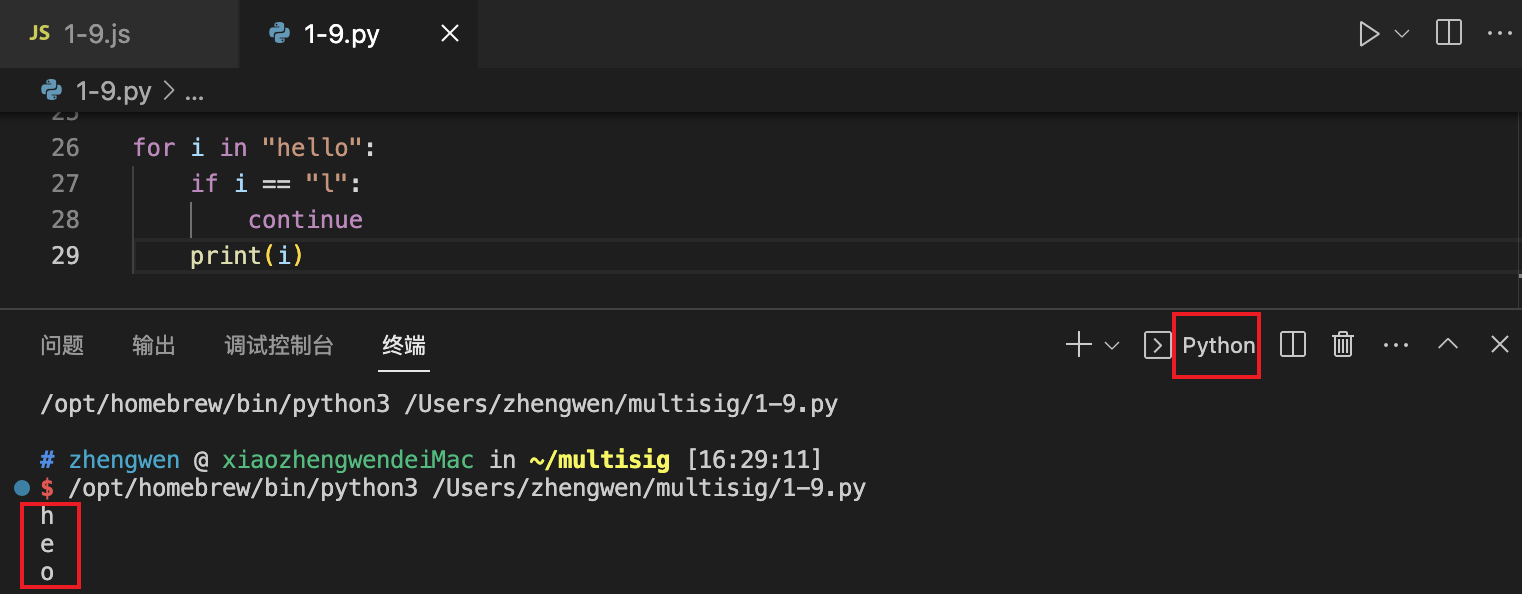 JS 1-9.js 1-9.py
1-9.py > ...
25
26 for i in "hello":
27 if i == "l":
28 continue
29 print(i)
问题 输出 调试控制台 终端 Python
/opt/homebrew/bin/python3 /Users/zhengwen/multisig/1-9.py
# zhengwen @ xiaozhengwendeiMac in ~/multisig [16:29:11]
$ /opt/homebrew/bin/python3 /Users/zhengwen/multisig/1-9.py
h
e
o